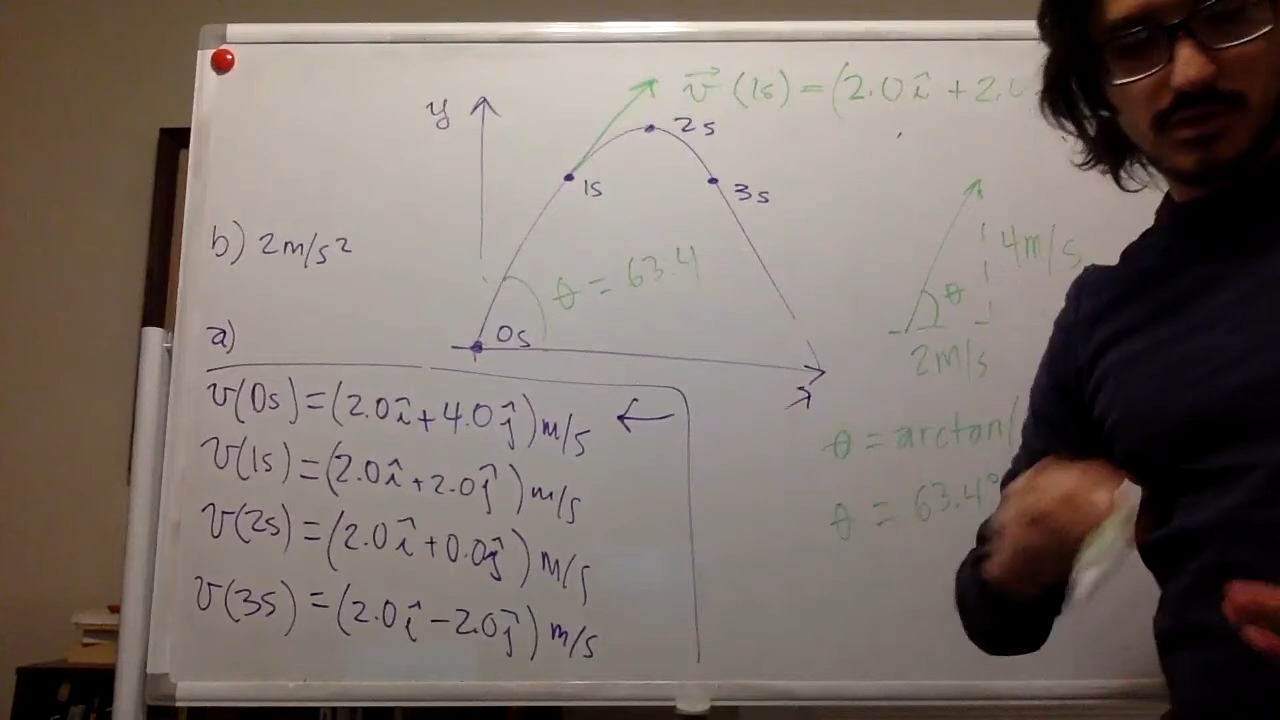 y
v⃗ (1s) = (2.0î + 2.0
2s
1s
3s
b) 2m/s²
θ = 63.4
4m/s
θ
a)
0s
2m/s
x
v(0s) = (2.0î + 4.0ĵ) m/s
←
v(1s) = (2.0î + 2.0ĵ) m/s
θ = arctan(
v(2s) = (2.0î + 0.0ĵ) m/s
θ = 63.4°
v(3s) = (2.0î − 2.0ĵ) m/s